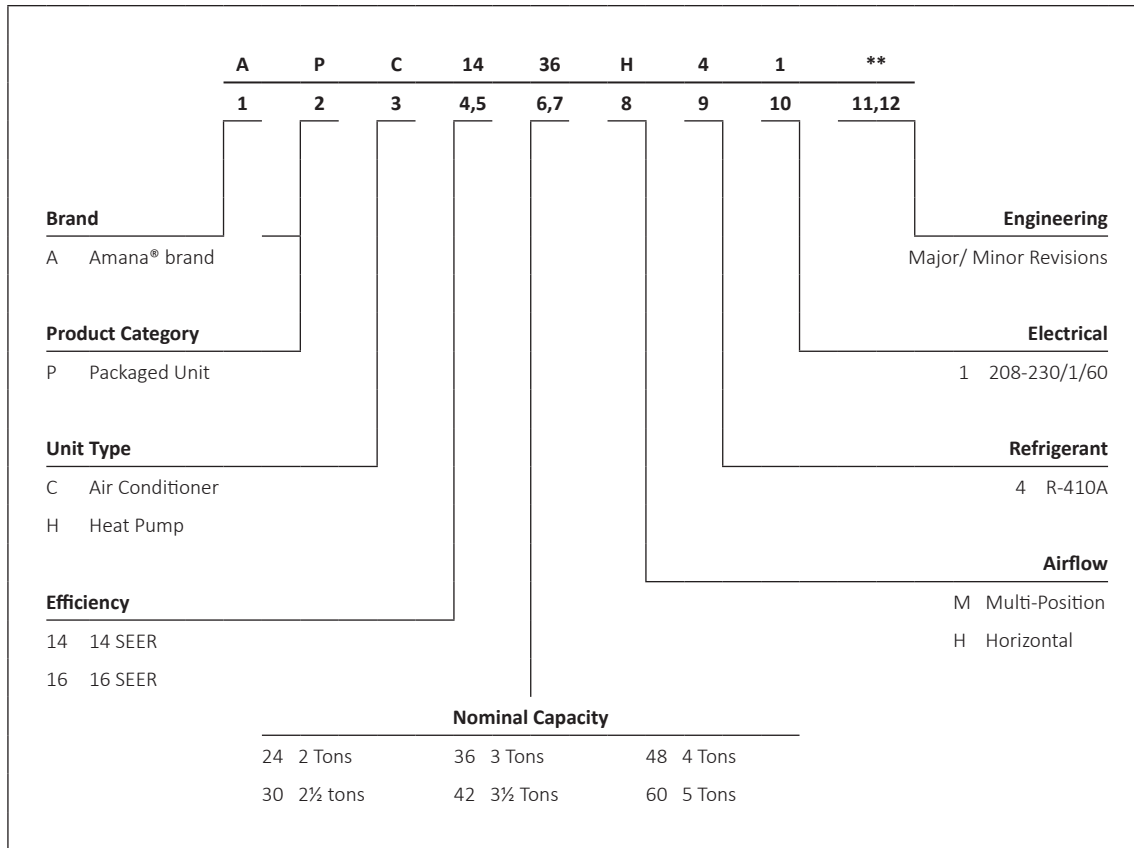 A P C 14 36 H 4 1 **
1 2 3 4,5 6,7 8 9 10 11,12
Brand
A Amana® brand
Product Category
P Packaged Unit
Unit Type
C Air Conditioner
H Heat Pump
Efficiency
14 14 SEER
16 16 SEER
Nominal Capacity
24 2 Tons 36 3 Tons 48 4 Tons
30 2½ tons 42 3½ Tons 60 5 Tons
Engineering
Major/ Minor Revisions
Electrical
1 208-230/1/60
Refrigerant
4 R-410A
Airflow
M Multi-Position
H Horizontal